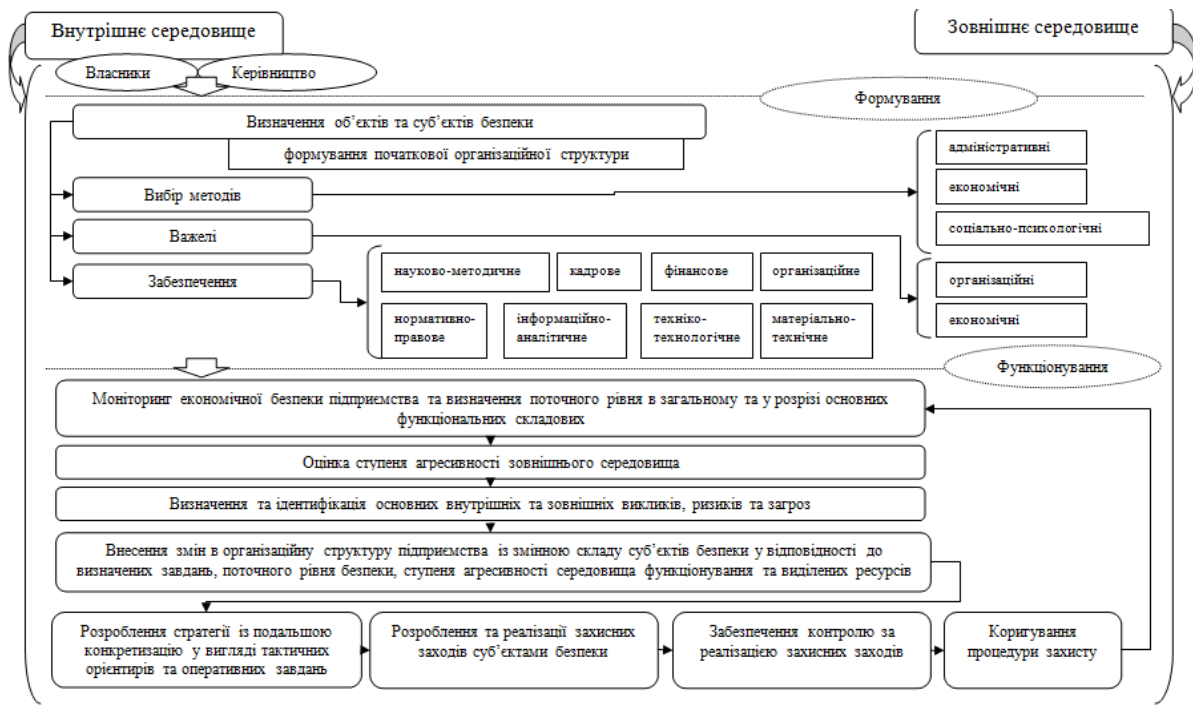 Внутрішнє середовище
Зовнішнє середовище
Власники
Керівництво
Формування
Визначення об’єктів та суб’єктів безпеки
формування початкової організаційної структури
адміністративні
Вибір методів
економічні
Важелі
соціально-психологічні
Забезпечення
науково-методичне
кадрове
фінансове
організаційне
організаційні
нормативно-
правове
інформаційно-
аналітичне
техніко-
технологічне
матеріально-
технічне
економічні
Функціонування
Моніторинг економічної безпеки підприємства та визначення поточного рівня в загальному та у розрізі основних
функціональних складових
Оцінка ступеня агресивності зовнішнього середовища
Визначення та ідентифікація основних внутрішніх та зовнішніх викликів, ризиків та загроз
Внесення змін в організаційну структуру підприємства із змінною складу суб’єктів безпеки у відповідності до
визначених завдань, поточного рівня безпеки, ступеня агресивності середовища функціонування та виділених ресурсів
Розроблення стратегії із подальшою
конкретизацію у вигляді тактичних
орієнтирів та оперативних завдань
Розроблення та реалізації захисних
заходів суб’єктами безпеки
Забезпечення контролю за
реалізацією захисних заходів
Коригування
процедури захисту